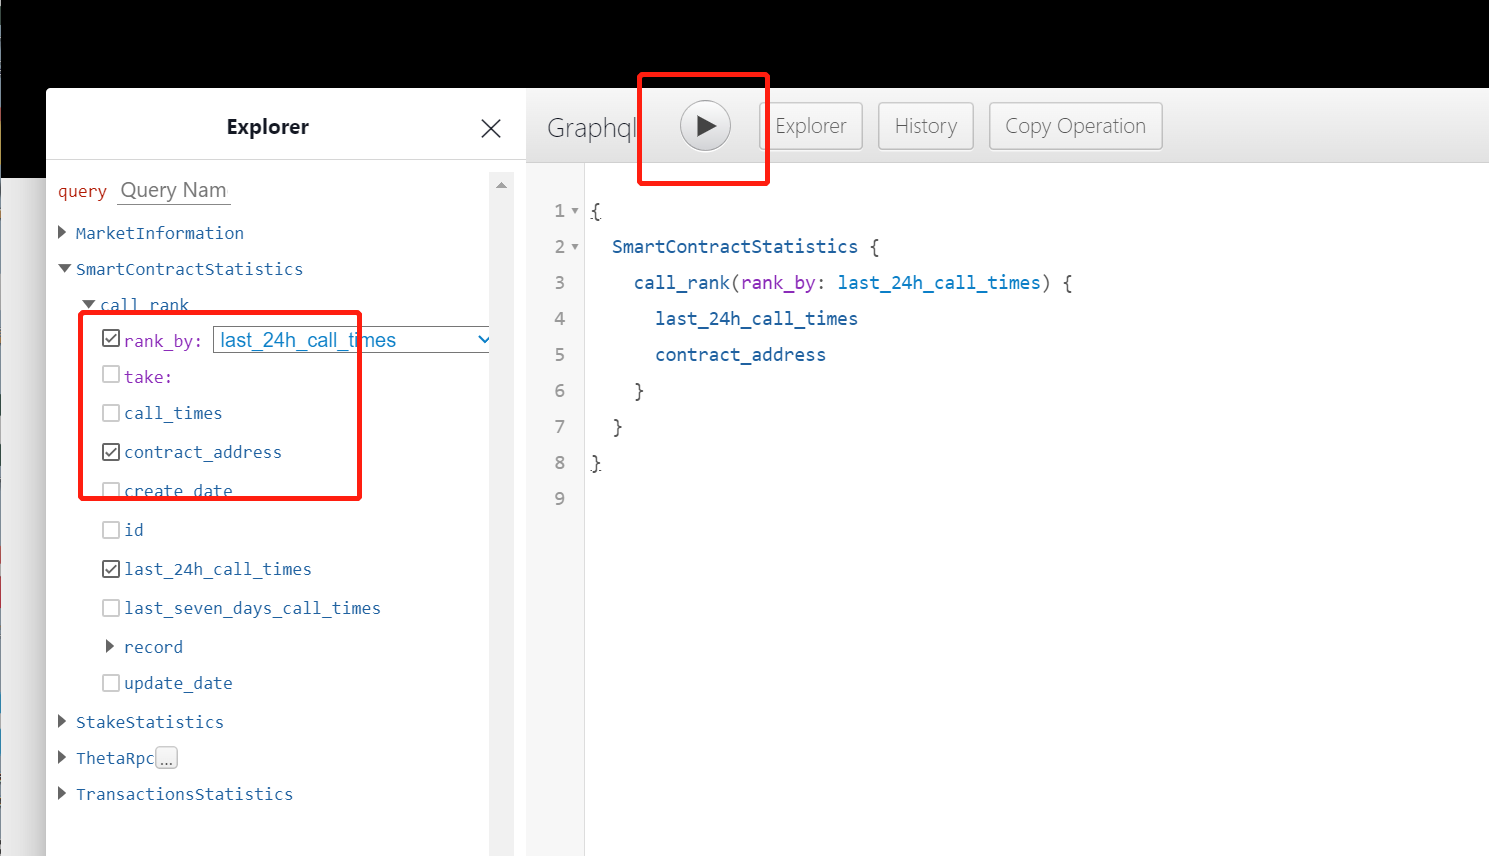 Explorer
query Query Nam
MarketInformation
SmartContractStatistics
call_rank
rank_by: last_24h_call_times
take:
call_times
contract_address
create_date
id
last_24h_call_times
last_seven_days_call_times
record
update_date
StakeStatistics
ThetaRpc ...
TransactionsStatistics
Graphql Explorer History Copy Operation
1 {
2 SmartContractStatistics {
3 call_rank(rank_by: last_24h_call_times) {
4 last_24h_call_times
5 contract_address
6 }
7 }
8 }
9